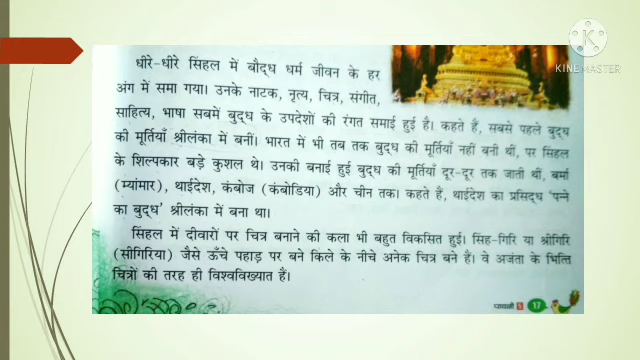 KINEMASTER
धीरे-धीरे सिंहल में बौद्ध धर्म जीवन के हर
अंग में समा गया। उनके नाटक, नृत्य, चित्र, संगीत,
साहित्य, भाषा सबमें बुद्ध के उपदेशों की रंगत समाई हुई है। कहते हैं, सबसे पहले बुद्ध
की मूर्तियाँ श्रीलंका में बनीं। भारत में भी तब तक बुद्ध की मूर्तियाँ नहीं बनी थीं, पर सिंहल
के शिल्पकार बड़े कुशल थे। उनकी बनाई हुई बुद्ध की मूर्तियाँ दूर-दूर तक जाती थीं, बर्मा
(म्यांमार), थाईदेश, कंबोज (कंबोडिया) और चीन तक। कहते हैं, थाईदेश का प्रसिद्ध 'पन्ने
का बुद्ध' श्रीलंका में बना था।
सिंहल में दीवारों पर चित्र बनाने की कला भी बहुत विकसित हुई। सिंह-गिरि या श्रीगिरि
(सीगिरिया) जैसे ऊँचे पहाड़ पर बने किले के नीचे अनेक चित्र बने हैं। वे अजंता के भित्ति
चित्रों की तरह ही विश्वविख्यात हैं।
17